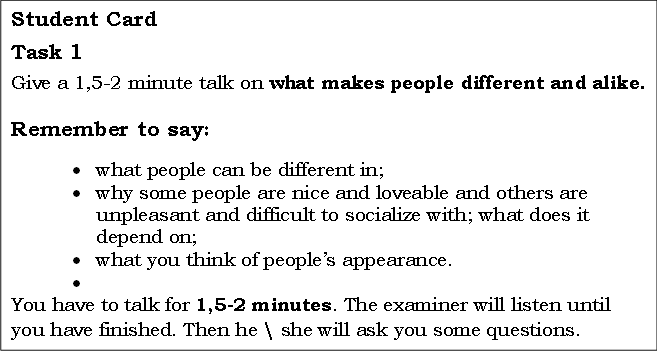 Student Card
Task 1
Give a 1,5-2 minute talk on what makes people different and alike.
Remember to say:
• what people can be different in;
• why some people are nice and loveable and others are
unpleasant and difficult to socialize with; what does it
depend on;
• what you think of people’s appearance.
•
You have to talk for 1,5-2 minutes. The examiner will listen until
you have finished. Then he \ she will ask you some questions.